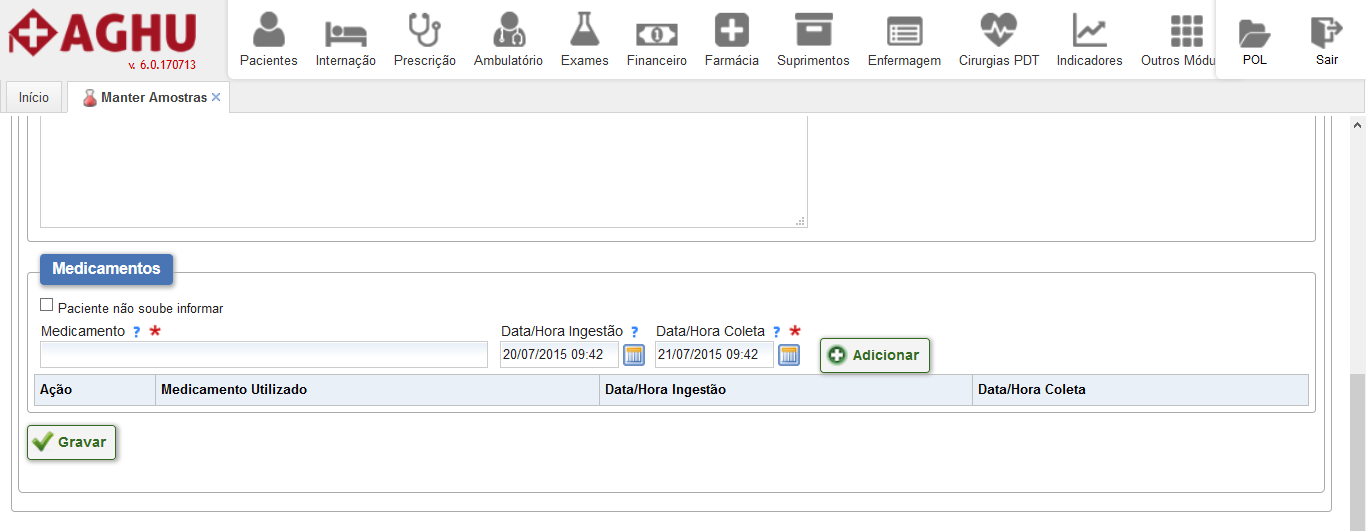 AGHU
v. 6.0.170713
Pacientes Internação Prescrição Ambulatório Exames Financeiro Farmácia Suprimentos Enfermagem Cirurgias PDT Indicadores Outros Módu POL Sair
Início Manter Amostras ×
Medicamentos
Paciente não soube informar
Medicamento ? * Data/Hora Ingestão ? Data/Hora Coleta ? *
20/07/2015 09:42 21/07/2015 09:42 Adicionar
Ação Medicamento Utilizado Data/Hora Ingestão Data/Hora Coleta
Gravar